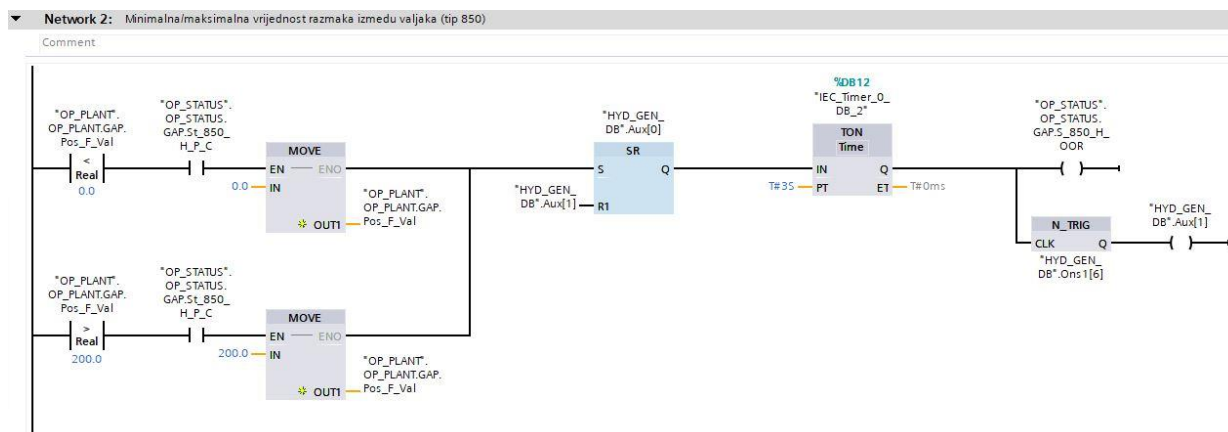 Network 2: Minimalna/maksimalna vrijednost razmaka izmedu valjaka (tip 850)
Comment
"OP_PLANT".
OP_PLANT.GAP.
Pos_F_Val
<
Real
0.0
"OP_STATUS".
OP_STATUS.
GAP.St_850_
H_P_C
MOVE
EN
ENO
0.0
IN
OUT1
"OP_PLANT".
OP_PLANT.GAP.
Pos_F_Val
"HYD_GEN_
DB".Aux[0]
SR
S
Q
"HYD_GEN_
DB".Aux[1]
R1
%DB12
"IEC_Timer_0_
DB_2"
TON
Time
IN
Q
T#3S
PT
ET
T#0ms
"OP_STATUS".
OP_STATUS.
GAP.S_850_H_
OOR
N_TRIG
CLK
Q
"HYD_GEN_
DB".Ons1[6]
"HYD_GEN_
DB".Aux[1]
"OP_PLANT".
OP_PLANT.GAP.
Pos_F_Val
>
Real
200.0
"OP_STATUS".
OP_STATUS.
GAP.St_850_
H_P_C
MOVE
EN
ENO
200.0
IN
OUT1
"OP_PLANT".
OP_PLANT.GAP.
Pos_F_Val